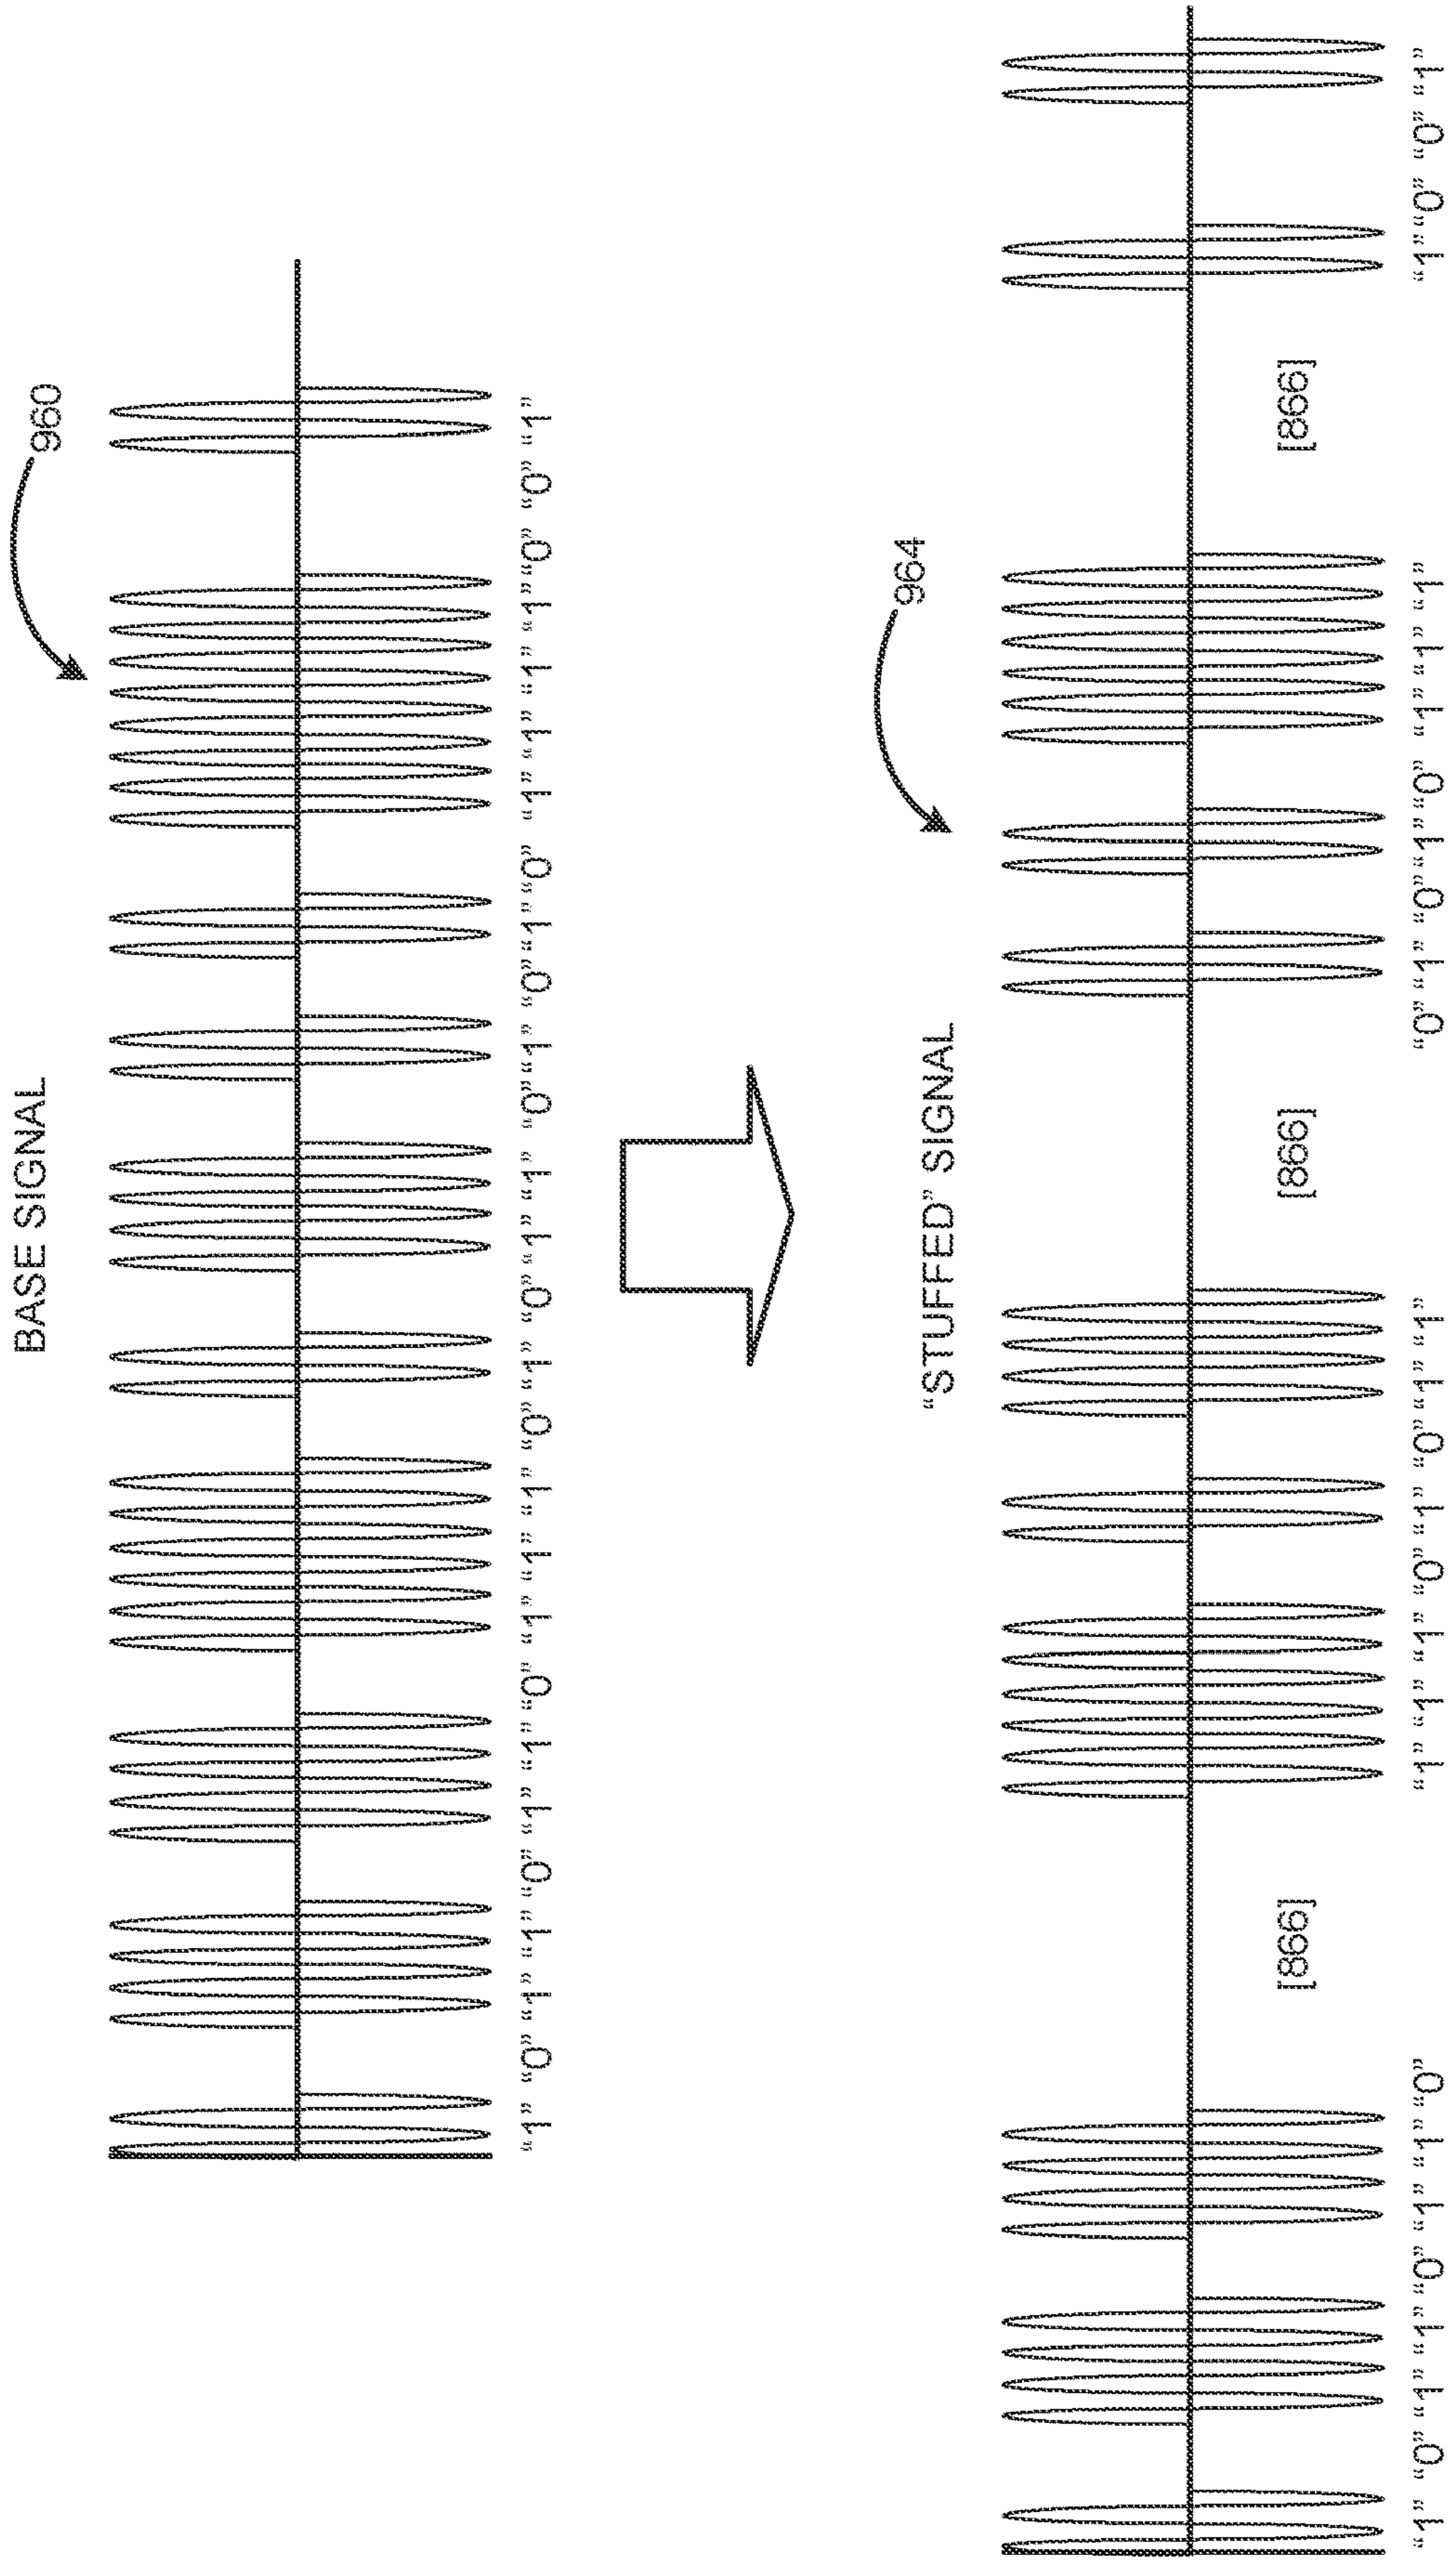 BASE SIGNAL
960
“1” “0” “1” “1” “0” “1” “1” “0” “1” “1” “1” “0” “1” “0” “1” “1” “0” “1” “0” “1” “0” “1” “1” “1” “1” “0” “0” “1”
“STUFFED” SIGNAL
964
[866] [866] [866]
“1” “0” “1” “1” “0” “1” “1” “0” “1” “1” “1” “0” “1” “0” “1” “1” “0” “1” “0” “1” “0” “1” “1” “1” “1” “0” “0” “1”